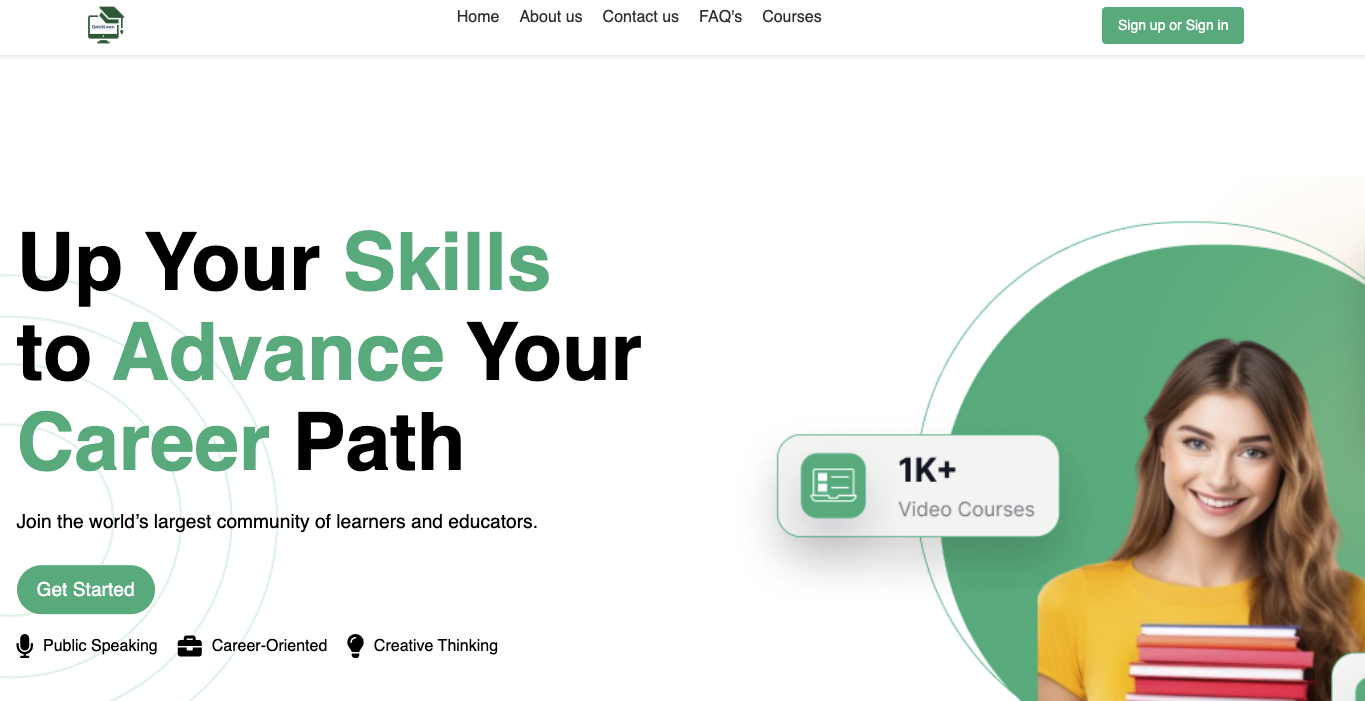 Home About us Contact us FAQ's Courses
Sign up or Sign in
Up Your Skills
to Advance Your
Career Path
1K+
Video Courses
Join the world’s largest community of learners and educators.
Get Started
Public Speaking Career-Oriented Creative Thinking